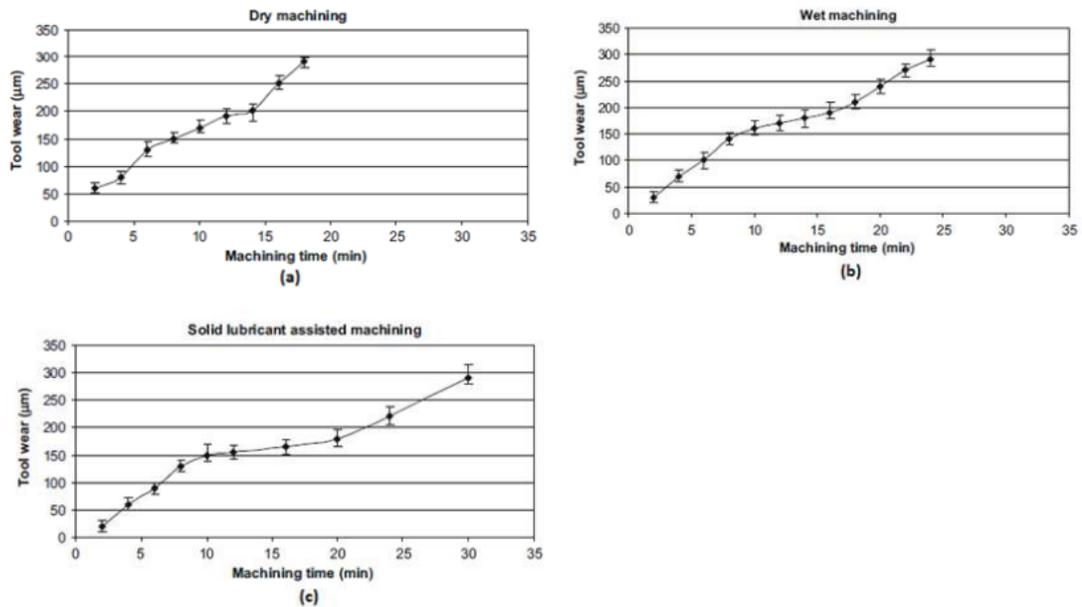 Dry machining
350
300
250
200
150
100
50
0
Tool wear (µm)
0 5 10 15 20 25 30 35
Machining time (min)
(a)
Wet machining
350
300
250
200
150
100
50
0
Tool wear (µm)
0 5 10 15 20 25 30 35
Machining time (min)
(b)
Solid lubricant assisted machining
350
300
250
200
150
100
50
0
Tool wear (µm)
0 5 10 15 20 25 30 35
Machining time (min)
(c)